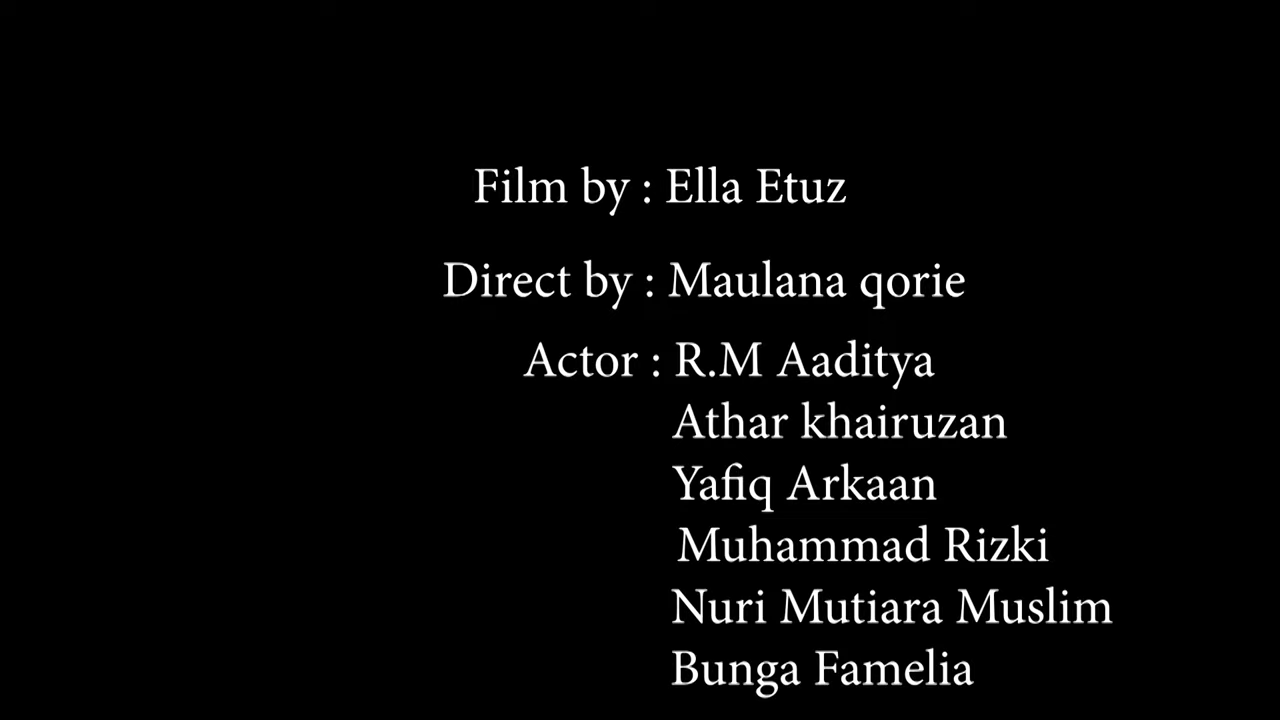 Film by : Ella Etuz
Direct by : Maulana qorie
Actor : R.M Aaditya
Athar khairuzan
Yafiq Arkaan
Muhammad Rizki
Nuri Mutiara Muslim
Bunga Famelia